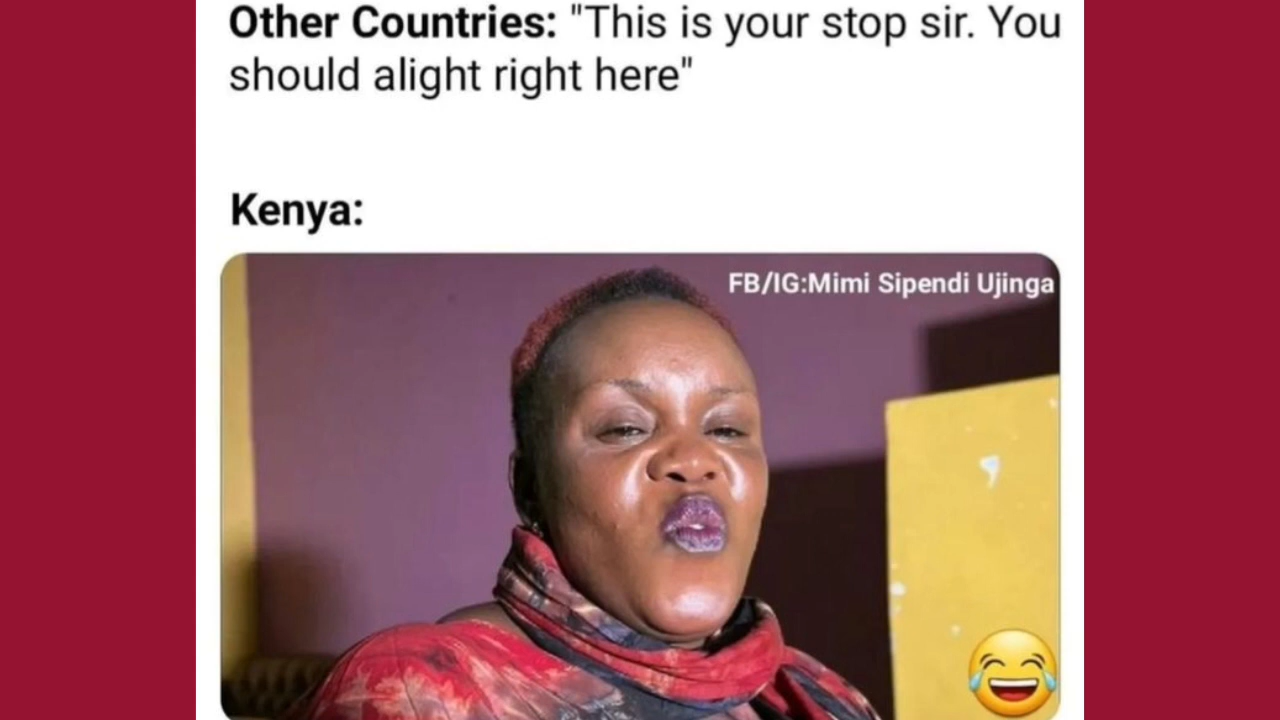 Other Countries: "This is your stop sir. You
should alight right here"
Kenya:
FB/IG:Mimi Sipendi Ujinga